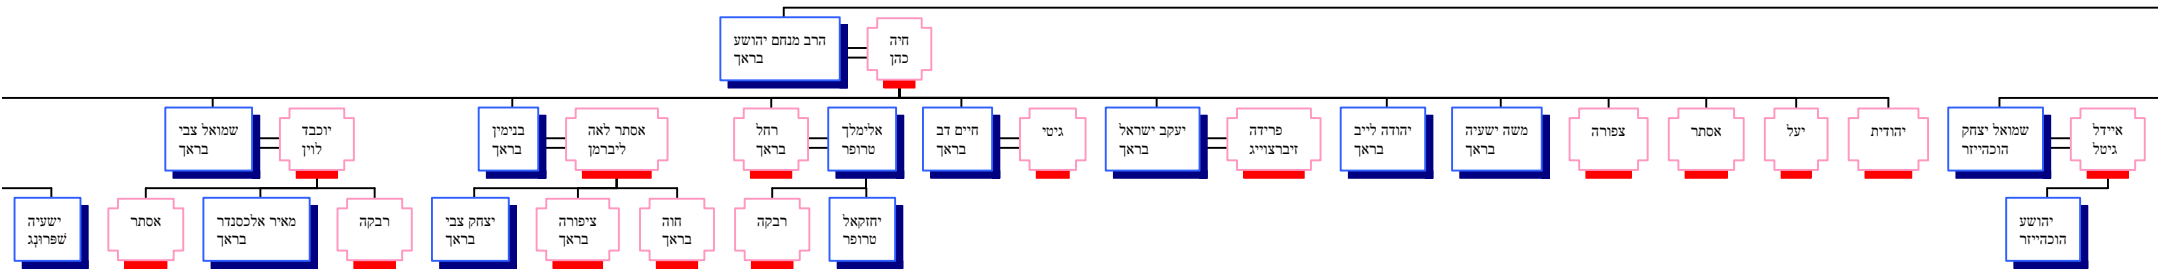 הרב מנחם יהושע
בראך
חיה
כהן
שמואל צבי
בראך
יוכבד
לוין
בנימין
בראך
אסתר לאה
ליברמן
רחל
בראך
אלימלך
טרופר
חיים דב
בראך
גיטי
יעקב ישראל
בראך
פרידה
זיברצוייג
יהודה לייב
בראך
משה ישעיה
בראך
צפורה
אסתר
יעל
יהודית
שמואל יצחק
הוכהייזר
איידל
גיטל
ישעיה
שפרונג
אסתר
מאיר אלכסנדר
בראך
רבקה
יצחק צבי
בראך
ציפורה
בראך
חוה
בראך
רבקה
יחזקאל
טרופר
יהושע
הוכהייזר